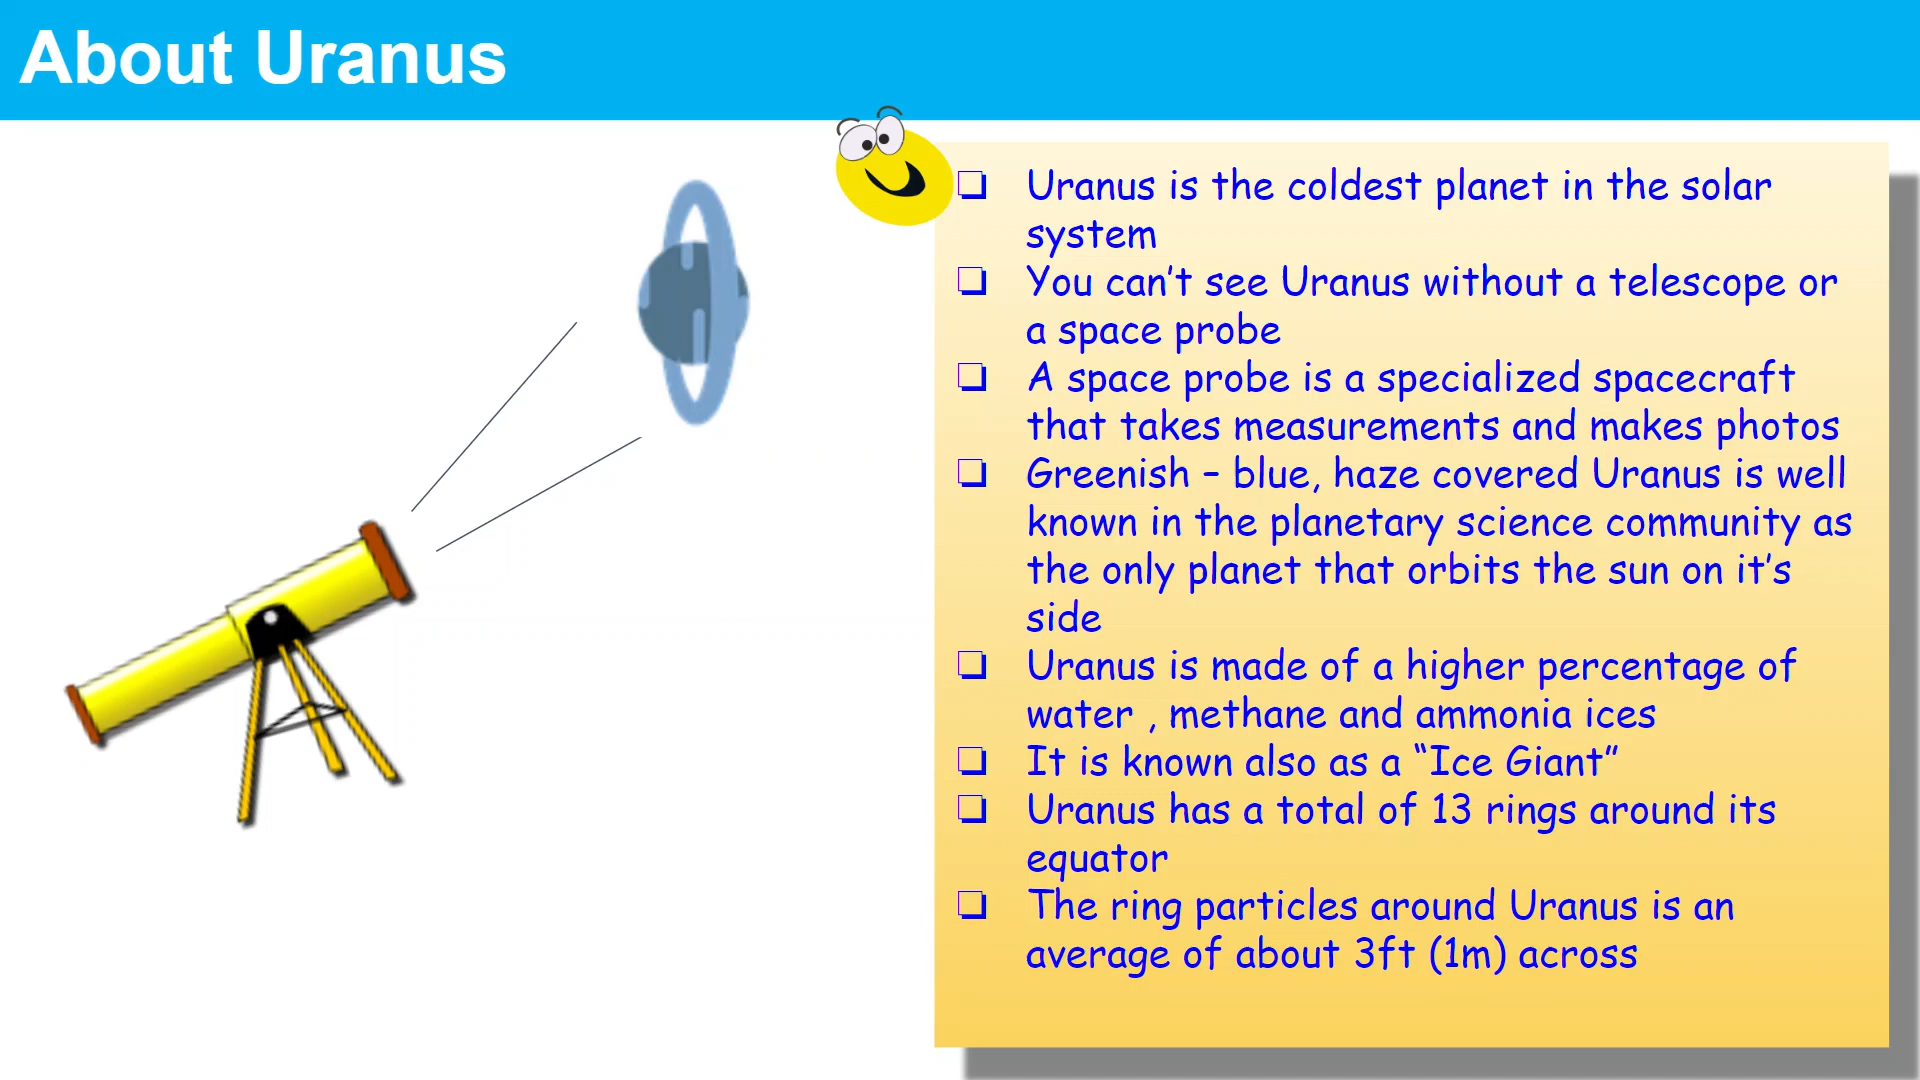 About Uranus
❏ Uranus is the coldest planet in the solar
system
❏ You can’t see Uranus without a telescope or
a space probe
❏ A space probe is a specialized spacecraft
that takes measurements and makes photos
❏ Greenish – blue, haze covered Uranus is well
known in the planetary science community as
the only planet that orbits the sun on it’s
side
❏ Uranus is made of a higher percentage of
water , methane and ammonia ices
❏ It is known also as a “Ice Giant”
❏ Uranus has a total of 13 rings around its
equator
❏ The ring particles around Uranus is an
average of about 3ft (1m) across